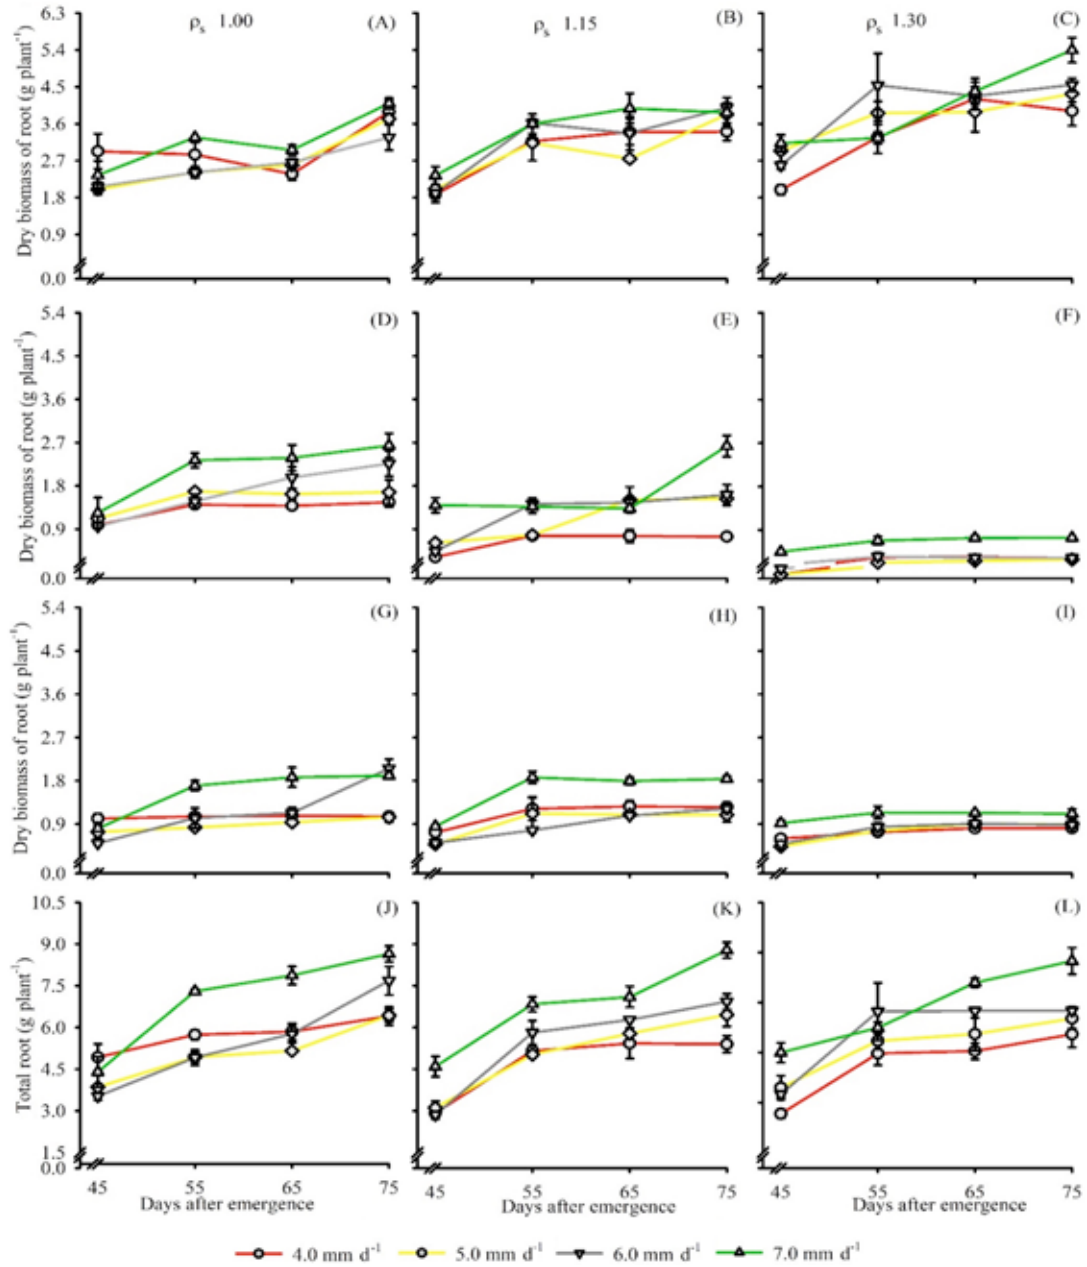 ρs 1.00 (A)
ρs 1.15 (B)
ρs 1.30 (C)
Dry biomass of root (g plant-1)
6.3
5.4
4.5
3.6
2.7
1.8
0.9
0.0
(D)
(E)
(F)
Dry biomass of root (g plant-1)
5.4
4.5
3.6
2.7
1.8
0.9
0.0
(G)
(H)
(I)
Dry biomass of root (g plant-1)
5.4
4.5
3.6
2.7
1.8
0.9
0.0
(J)
(K)
(L)
Total root (g plant-1)
10.5
9.0
7.5
6.0
4.5
3.0
1.5
0.0
45 55 65 75
45 55 65 75
45 55 65 75
Days after emergence
Days after emergence
Days after emergence
4.0 mm d-1 5.0 mm d-1 6.0 mm d-1 7.0 mm d-1